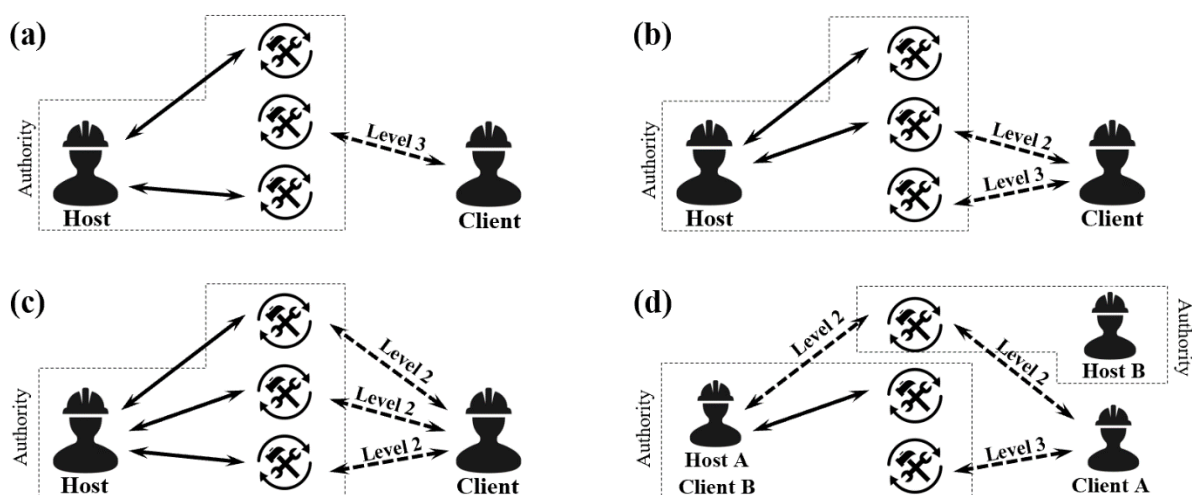 (a)
Authority
Host
Level 3
Client
(b)
Authority
Host
Level 2
Level 3
Client
(c)
Authority
Host
Level 2
Level 2
Level 2
Client
(d)
Authority
Host A
Client B
Level 2
Level 2
Level 3
Host B
Authority
Client A